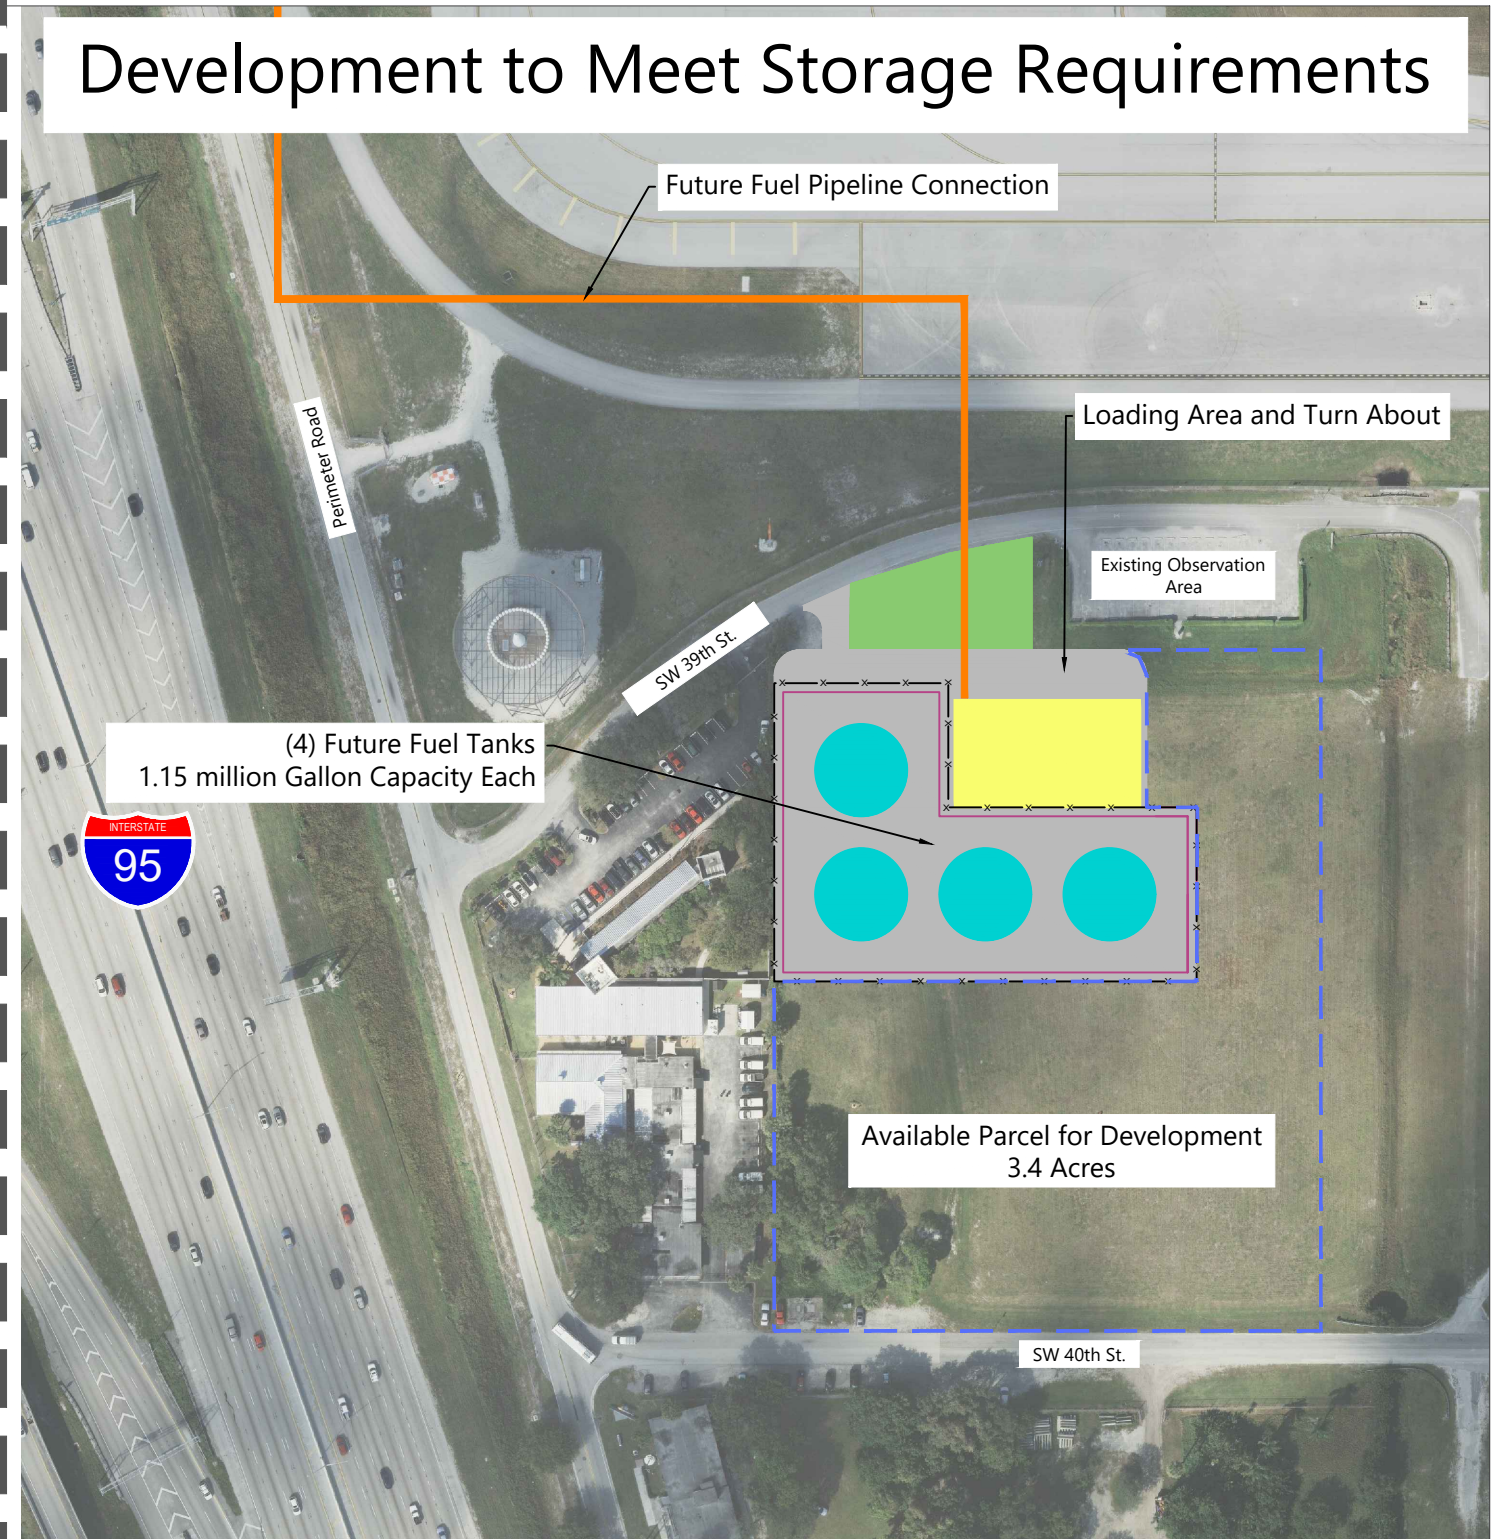 Development to Meet Storage Requirements
Future Fuel Pipeline Connection
Loading Area and Turn About
Perimeter Road
Existing Observation
Area
SW 39th St.
(4) Future Fuel Tanks
1.15 million Gallon Capacity Each
INTERSTATE
95
Available Parcel for Development
3.4 Acres
SW 40th St.